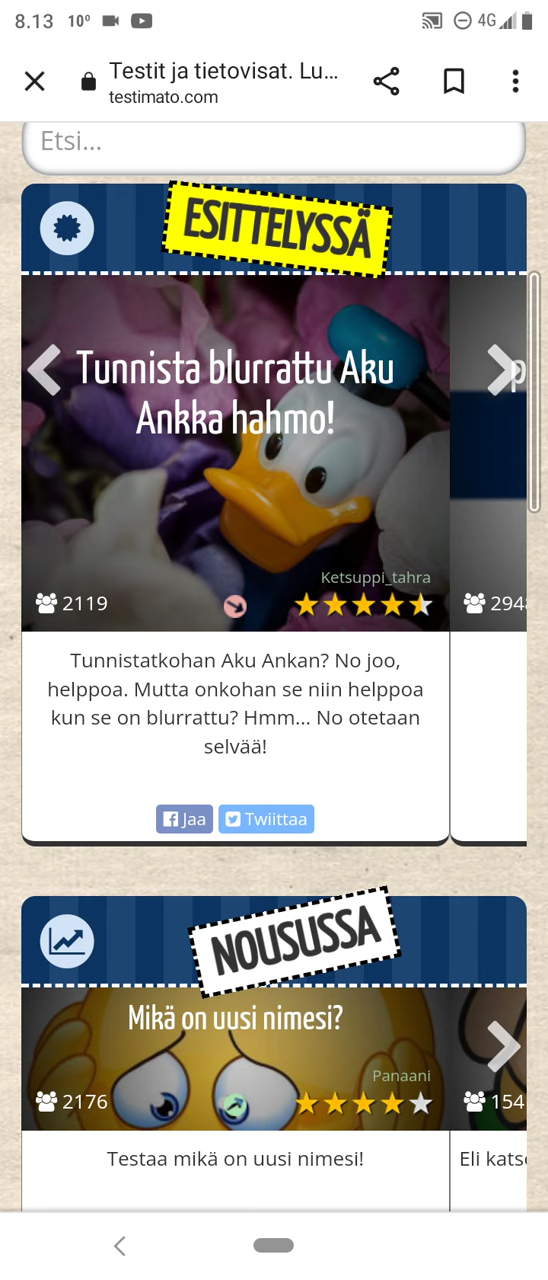 8.13 10° 4G
Testit ja tietovisat. Lu...
testimato.com
Etsi...
ESITTELYSSÄ
Tunnista blurrattu Aku
Ankka hahmo!
Ketsuppi_tahra
2119
Tunnistatkohan Aku Ankan? No joo,
helppoa. Mutta onkohan se niin helppoa
kun se on blurrattu? Hmm... No otetaan
selvää!
Jaa Twiittaa
NOUSUSSA
Mikä on uusi nimesi?
Panaani
2176
154
Testaa mikä on uusi nimesi!
Eli